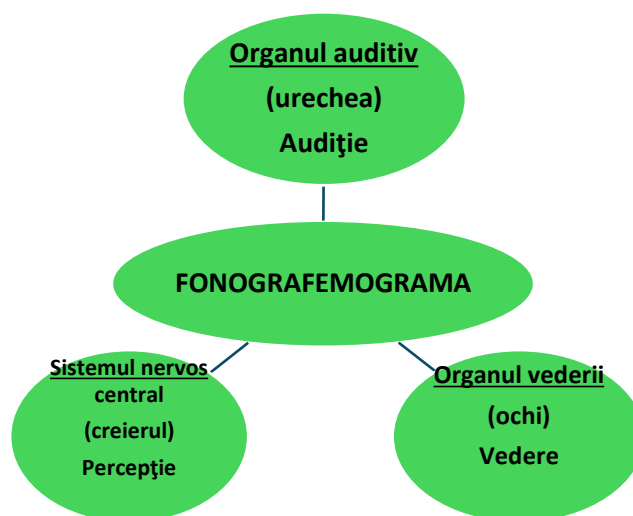 Organul auditiv
(urechea)
Audiţie
FONOGRAFEMOGRAMA
Sistemul nervos
central
(creierul)
Percepţie
Organul vederii
(ochi)
Vedere